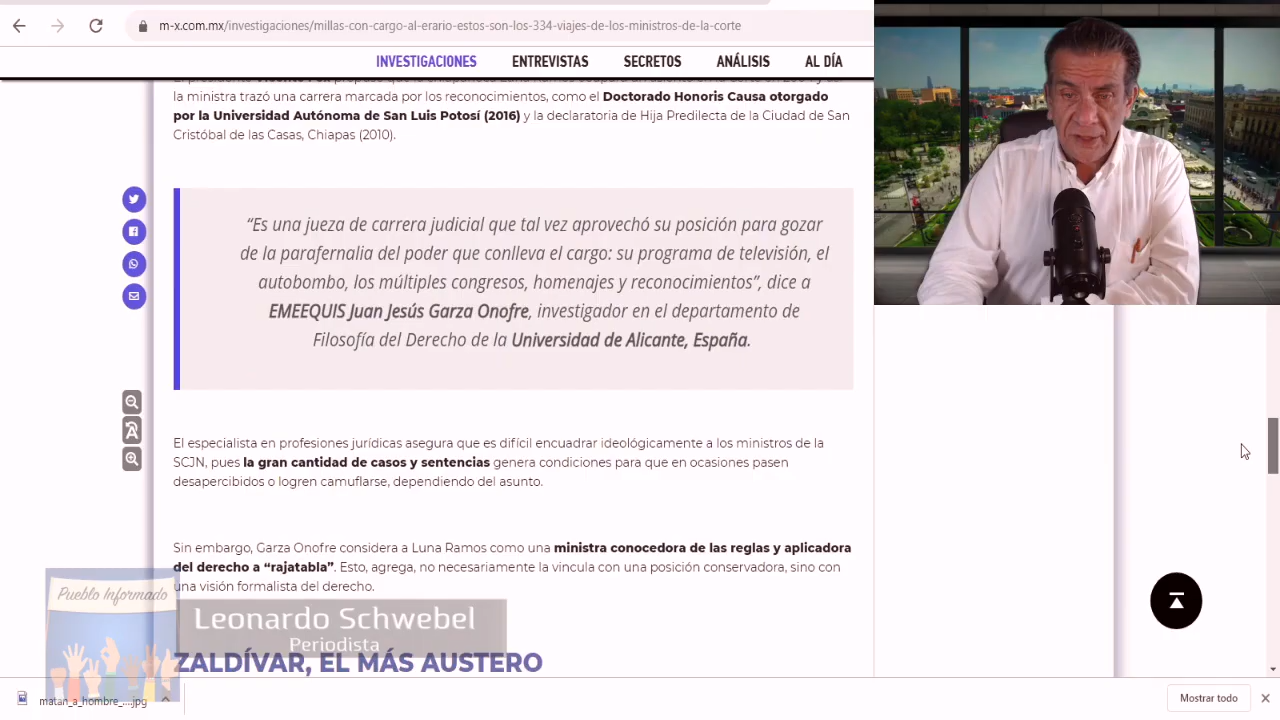 m-x.com.mx/investigaciones/millas-con-cargo-al-erario-estos-son-los-334-viajes-de-los-ministros-de-la-corte
INVESTIGACIONES ENTREVISTAS SECRETOS ANÁLISIS AL DÍA
la ministra trazó una carrera marcada por los reconocimientos, como el Doctorado Honoris Causa otorgado
por la Universidad Autónoma de San Luis Potosí (2016) y la declaratoria de Hija Predilecta de la Ciudad de San
Cristóbal de las Casas, Chiapas (2010).
“Es una jueza de carrera judicial que tal vez aprovechó su posición para gozar
de la parafernalia del poder que conlleva el cargo: su programa de televisión, el
autobombo, los múltiples congresos, homenajes y reconocimientos”, dice a
EMEEQUIS Juan Jesús Garza Onofre, investigador en el departamento de
Filosofía del Derecho de la Universidad de Alicante, España.
El especialista en profesiones jurídicas asegura que es difícil encuadrar ideológicamente a los ministros de la
SCJN, pues la gran cantidad de casos y sentencias genera condiciones para que en ocasiones pasen
desapercibidos o logren camuflarse, dependiendo del asunto.
Sin embargo, Garza Onofre considera a Luna Ramos como una ministra conocedora de las reglas y aplicadora
del derecho a “rajatabla”. Esto, agrega, no necesariamente la vincula con una posición conservadora, sino con
una visión formalista del derecho.
Pueblo Informado
Leonardo Schwebel
Periodista
ZALDÍVAR, EL MÁS AUSTERO
matan_a_hombre_....jpg
Mostrar todo